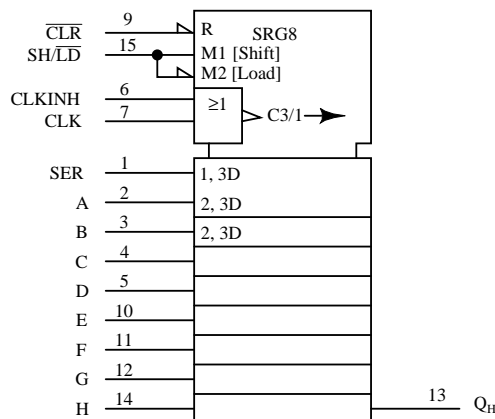 SRG8
CLR 9 R
SH/LD 15 M1 [Shift]
M2 [Load]
CLKINH 6 ≥1
CLK 7 C3/1
SER 1 1, 3D
A 2 2, 3D
B 3 2, 3D
C 4
D 5
E 10
F 11
G 12
H 14 13 QH